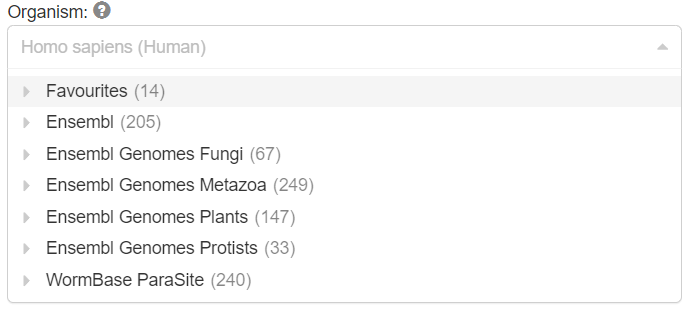 Organism: ?
Homo sapiens (Human)
Favourites (14)
Ensembl (205)
Ensembl Genomes Fungi (67)
Ensembl Genomes Metazoa (249)
Ensembl Genomes Plants (147)
Ensembl Genomes Protists (33)
WormBase ParaSite (240)